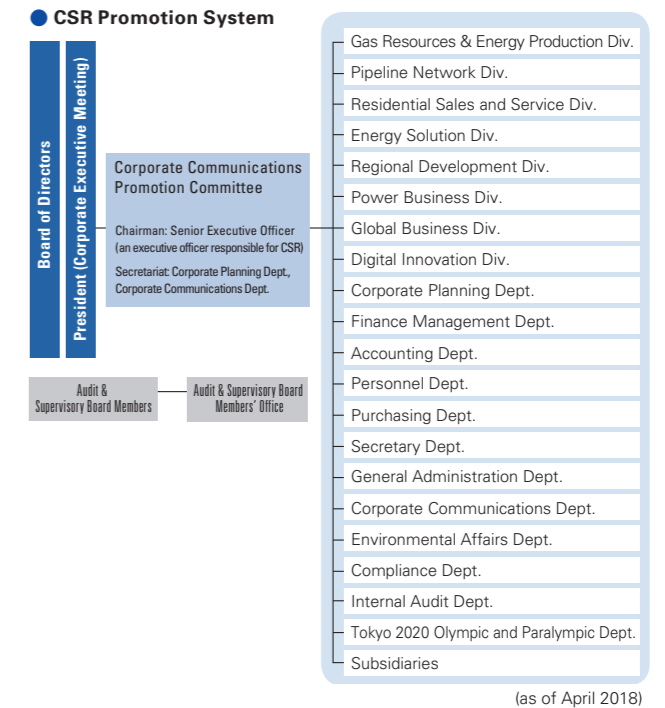 CSR Promotion System
Board of Directors
President (Corporate Executive Meeting)
Corporate Communications
Promotion Committee
Chairman: Senior Executive Officer
(an executive officer responsible for CSR)
Secretariat: Corporate Planning Dept.,
Corporate Communications Dept.
Audit &
Supervisory Board Members
Audit & Supervisory Board
Members' Office
Gas Resources & Energy Production Div.
Pipeline Network Div.
Residential Sales and Service Div.
Energy Solution Div.
Regional Development Div.
Power Business Div.
Global Business Div.
Digital Innovation Div.
Corporate Planning Dept.
Finance Management Dept.
Accounting Dept.
Personnel Dept.
Purchasing Dept.
Secretary Dept.
General Administration Dept.
Corporate Communications Dept.
Environmental Affairs Dept.
Compliance Dept.
Internal Audit Dept.
Tokyo 2020 Olympic and Paralympic Dept.
Subsidiaries
(as of April 2018)